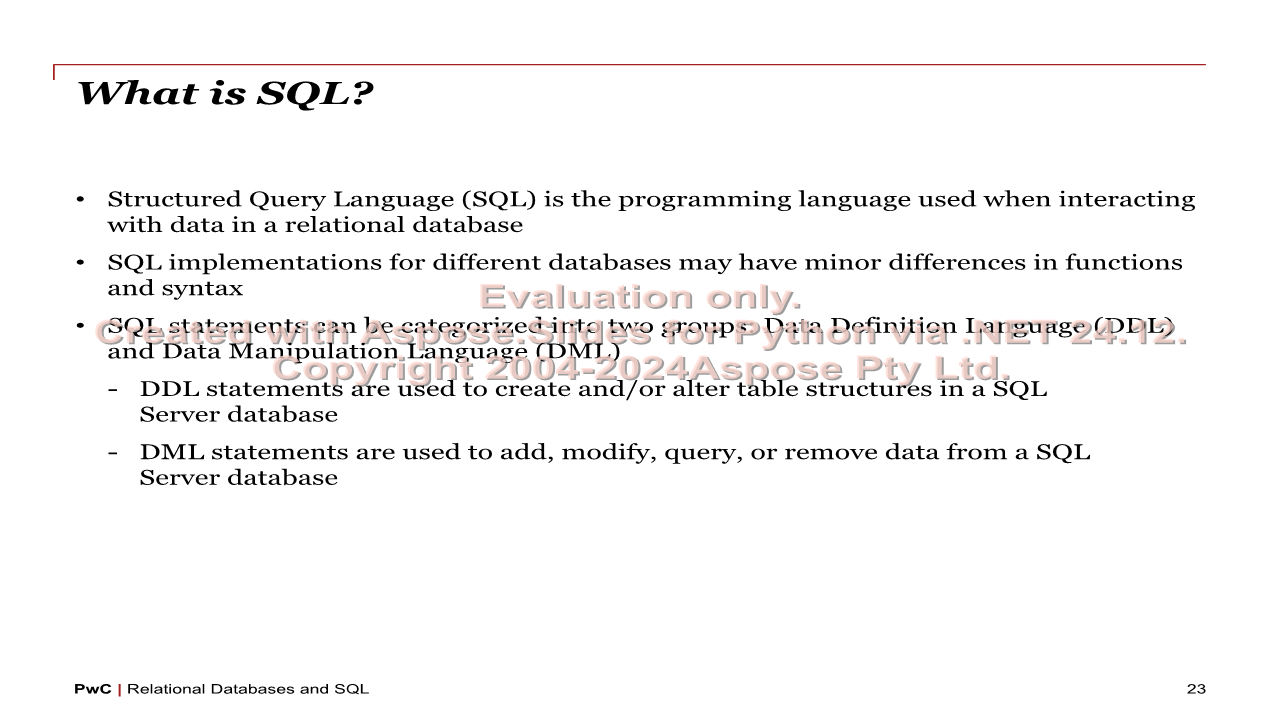 What is SQL?
• Structured Query Language (SQL) is the programming language used when interacting
with data in a relational database
• SQL implementations for different databases may have minor differences in functions
and syntax
Evaluation only.
• SQL statements can be categorized into two groups: Data Definition Language (DDL)
Created with Aspose.Slides for Python via .NET 24.12.
and Data Manipulation Language (DML)
Copyright 2004-2024Aspose Pty Ltd.
- DDL statements are used to create and/or alter table structures in a SQL
Server database
- DML statements are used to add, modify, query, or remove data from a SQL
Server database
PwC | Relational Databases and SQL
23